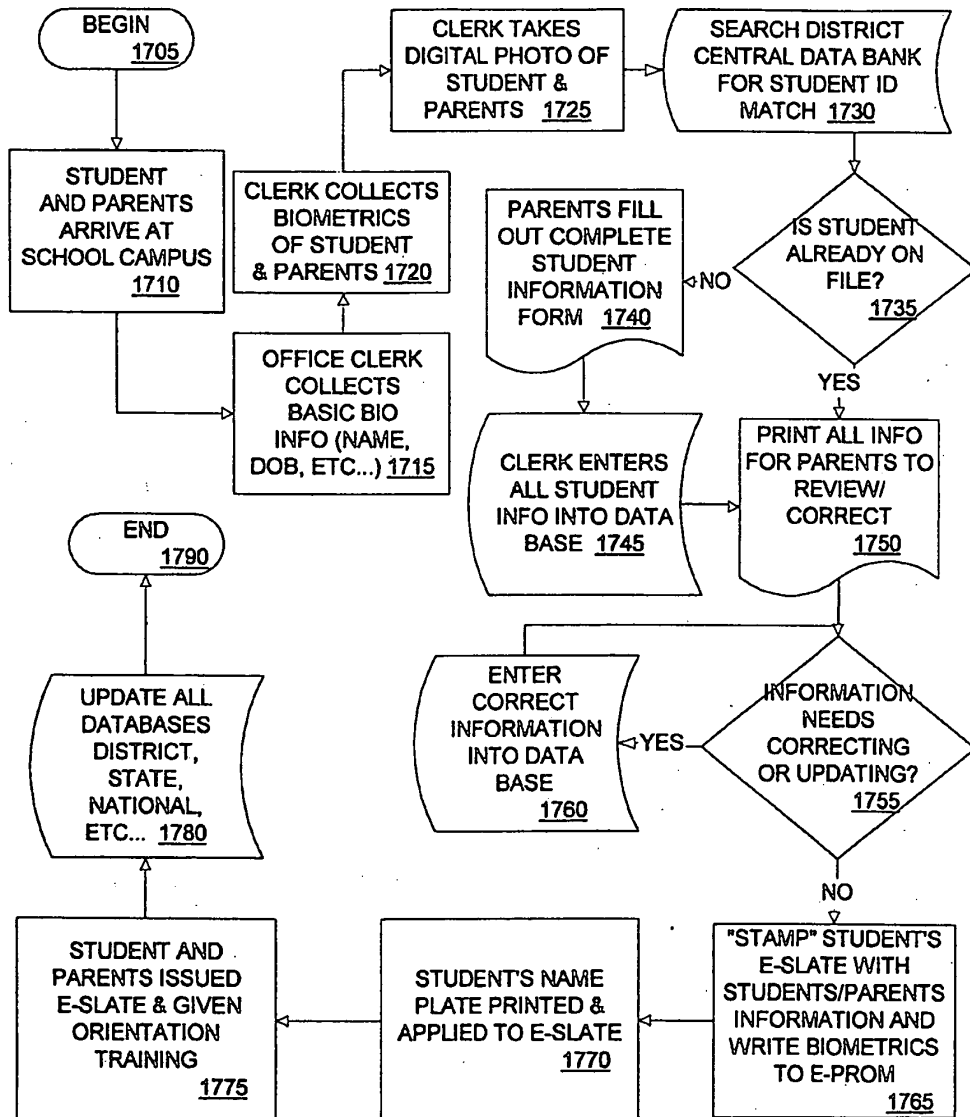 BEGIN
1705
STUDENT
AND PARENTS
ARRIVE AT
SCHOOL CAMPUS
1710
OFFICE CLERK
COLLECTS
BASIC BIO
INFO (NAME,
DOB, ETC...) 1715
CLERK COLLECTS
BIOMETRICS
OF STUDENT
& PARENTS 1720
CLERK TAKES
DIGITAL PHOTO OF
STUDENT &
PARENTS 1725
SEARCH DISTRICT
CENTRAL DATA BANK
FOR STUDENT ID
MATCH 1730
IS STUDENT
ALREADY ON
FILE?
1735
NO
PARENTS FILL
OUT COMPLETE
STUDENT
INFORMATION
FORM 1740
CLERK ENTERS
ALL STUDENT
INFO INTO DATA
BASE 1745
YES
PRINT ALL INFO
FOR PARENTS TO
REVIEW/
CORRECT
1750
INFORMATION
NEEDS
CORRECTING
OR UPDATING?
1755
YES
ENTER
CORRECT
INFORMATION
INTO DATA
BASE
1760
NO
"STAMP" STUDENT'S
E-SLATE WITH
STUDENTS/PARENTS
INFORMATION AND
WRITE BIOMETRICS
TO E-PROM
1765
STUDENT'S NAME
PLATE PRINTED &
APPLIED TO E-SLATE
1770
STUDENT AND
PARENTS ISSUED
E-SLATE & GIVEN
ORIENTATION
TRAINING
1775
UPDATE ALL
DATABASES
DISTRICT,
STATE,
NATIONAL,
ETC... 1780
END
1790